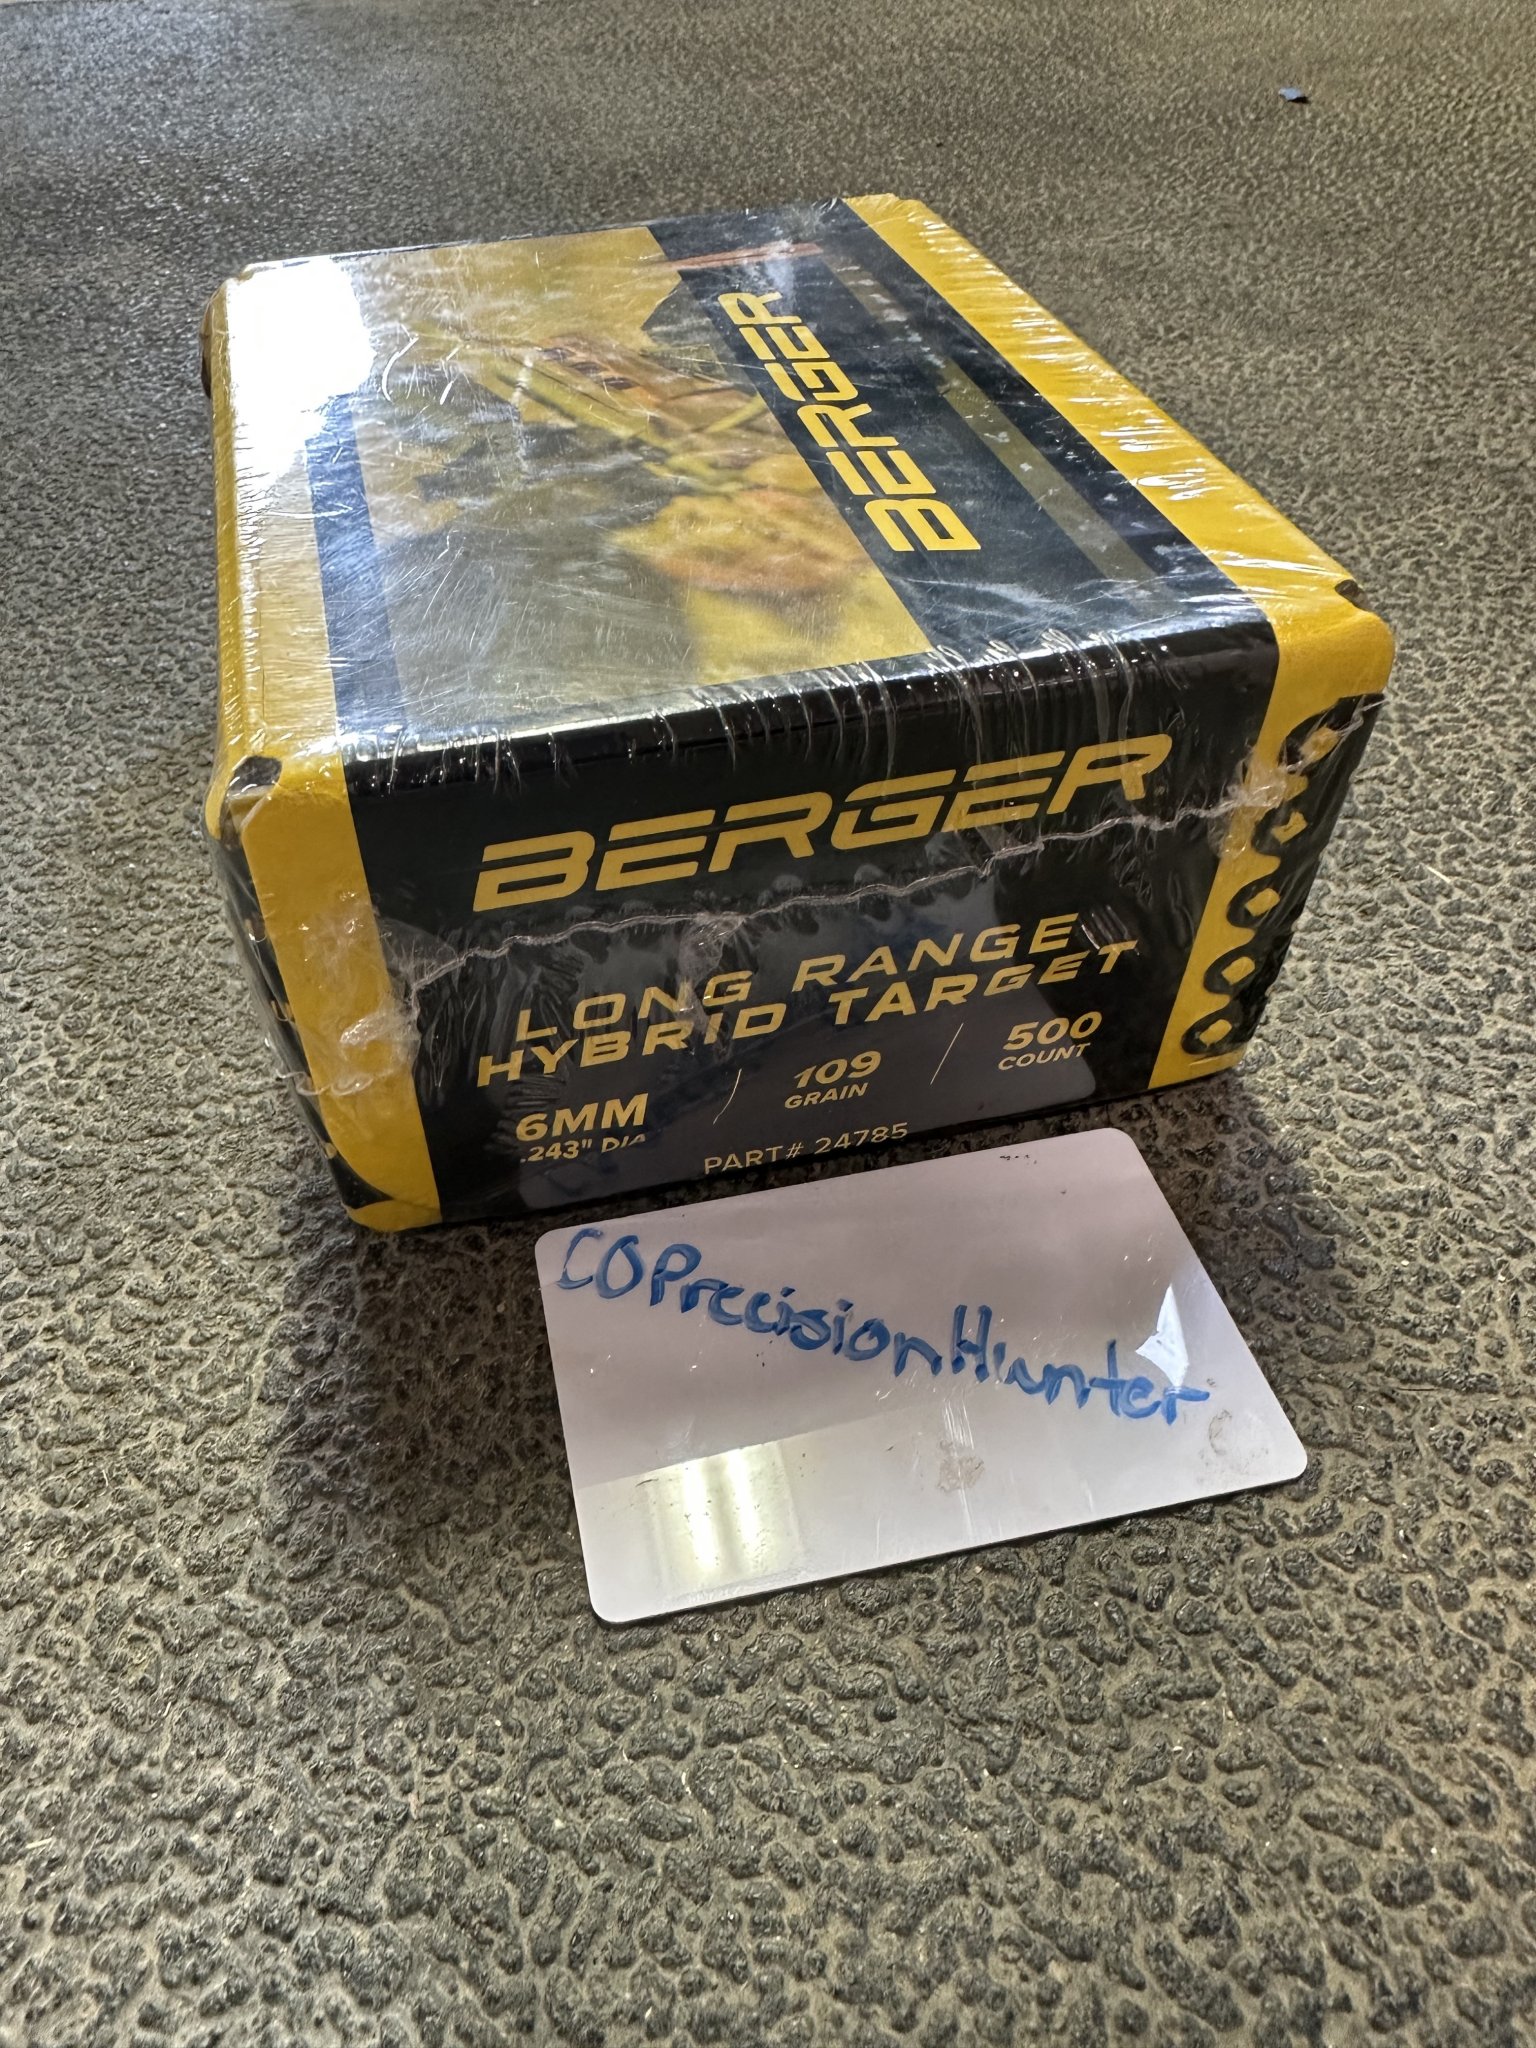 BERGER
BERGER
LONG RANGE
HYBRID TARGET
6MM / 109 / 500
.243" DIA GRAIN COUNT
PART# 24785
COPrecisionHunter